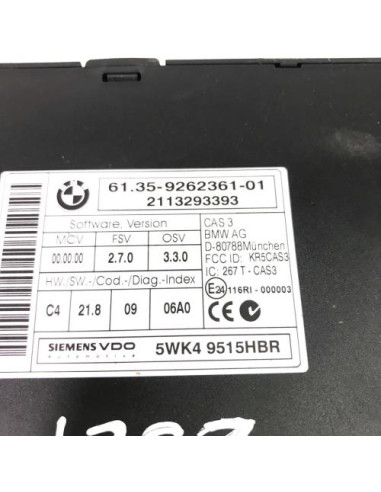 61.35-9262361-01
2113293393
Software, Version
MCV FSV OSV
00.00.00 2.7.0 3.3.0
HW./SW.-/Cod.-/Diag.-Index
C4 21.8 09 06A0
CAS 3
BMW AG
D-80788München
FCC ID: KR5CAS3
IC: 267 T - CAS3
E24 116RI - 000003
CE
SIEMENS VDO
Automotive
5WK4 9515HBR